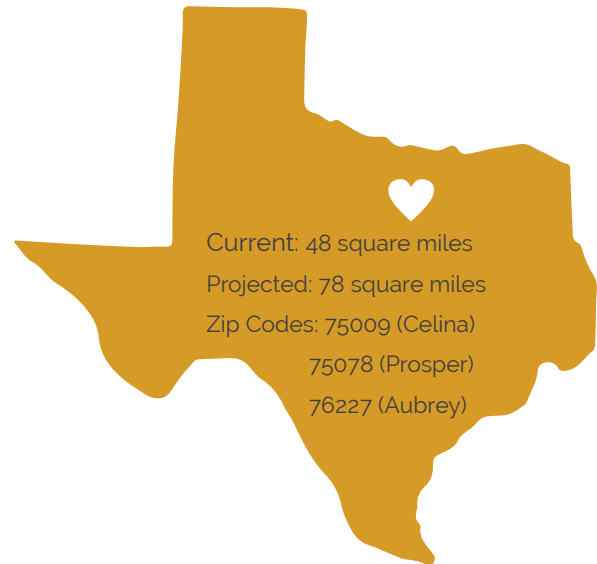 Current: 48 square miles
Projected: 78 square miles
Zip Codes: 75009 (Celina)
75078 (Prosper)
76227 (Aubrey)